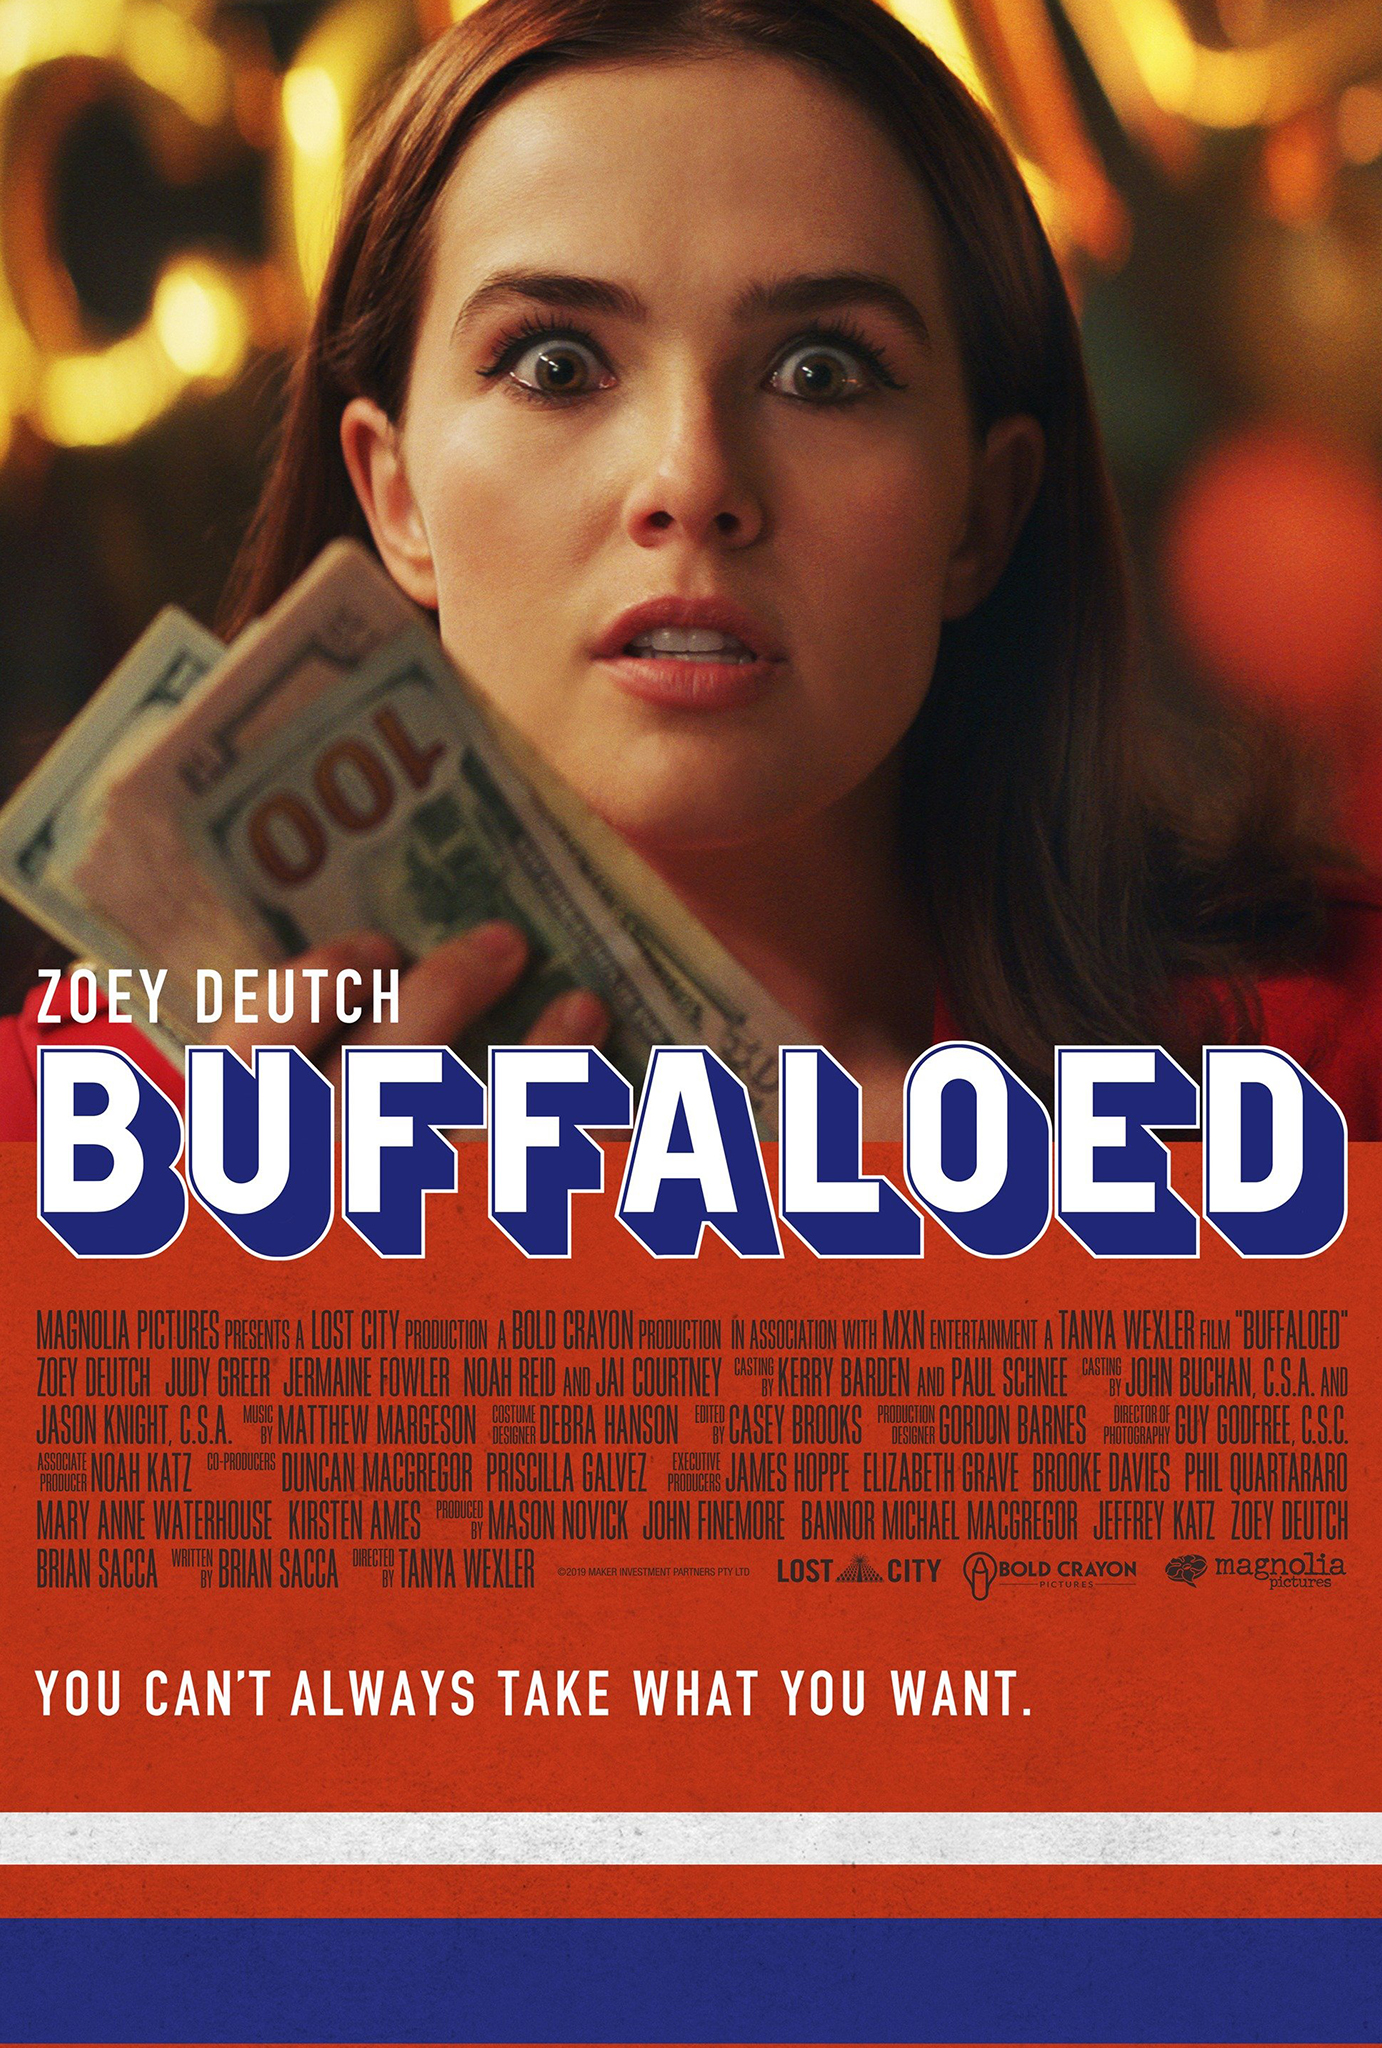 100
ZOEY DEUTCH
BUFFALOED
MAGNOLIA PICTURES PRESENTS A LOST CITY PRODUCTION A BOLD CRAYON PRODUCTION IN ASSOCIATION WITH MXN ENTERTAINMENT A TANYA WEXLER FILM "BUFFALOED"
ZOEY DEUTCH JUDY GREER JERMAINE FOWLER NOAH REID AND JAI COURTNEY CASTING BY KERRY BARDEN AND PAUL SCHNEE CASTING BY JOHN BUCHAN, C.S.A. AND
JASON KNIGHT, C.S.A. MUSIC BY MATTHEW MARGESON COSTUME DESIGNER DEBRA HANSON EDITED BY CASEY BROOKS PRODUCTION DESIGNER GORDON BARNES DIRECTOR OF PHOTOGRAPHY GUY GODFREE, C.S.C.
ASSOCIATE PRODUCER NOAH KATZ CO-PRODUCERS DUNCAN MACGREGOR PRISCILLA GALVEZ EXECUTIVE PRODUCERS JAMES HOPPE ELIZABETH GRAVE BROOKE DAVIES PHIL QUARTARARO
MARY ANNE WATERHOUSE KIRSTEN AMES PRODUCED BY MASON NOVICK JOHN FINEMORE BANNOR MICHAEL MACGREGOR JEFFREY KATZ ZOEY DEUTCH
BRIAN SACCA WRITTEN BY BRIAN SACCA DIRECTED BY TANYA WEXLER ©2019 MAKER INVESTMENT PARTNERS PTY LTD LOST CITY BOLD CRAYON PICTURES magnolia pictures
YOU CAN'T ALWAYS TAKE WHAT YOU WANT.